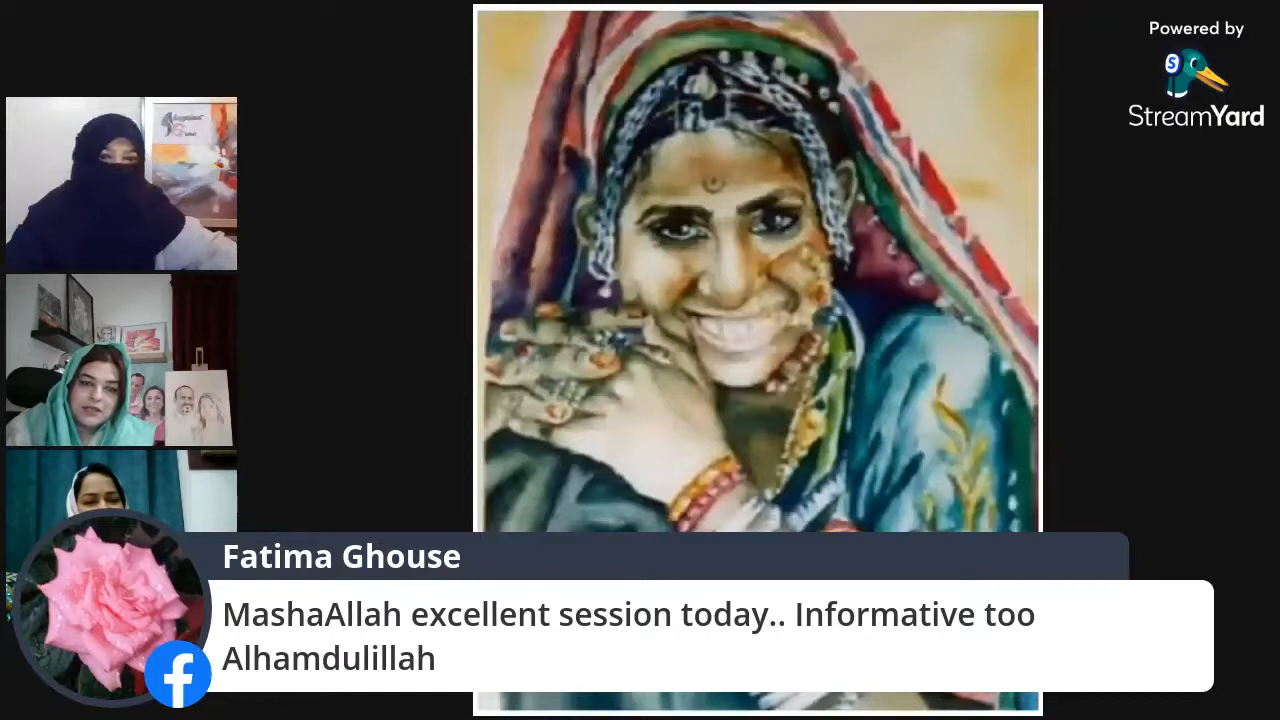 Powered by
StreamYard
Fatima Ghouse
MashaAllah excellent session today.. Informative too
Alhamdulillah